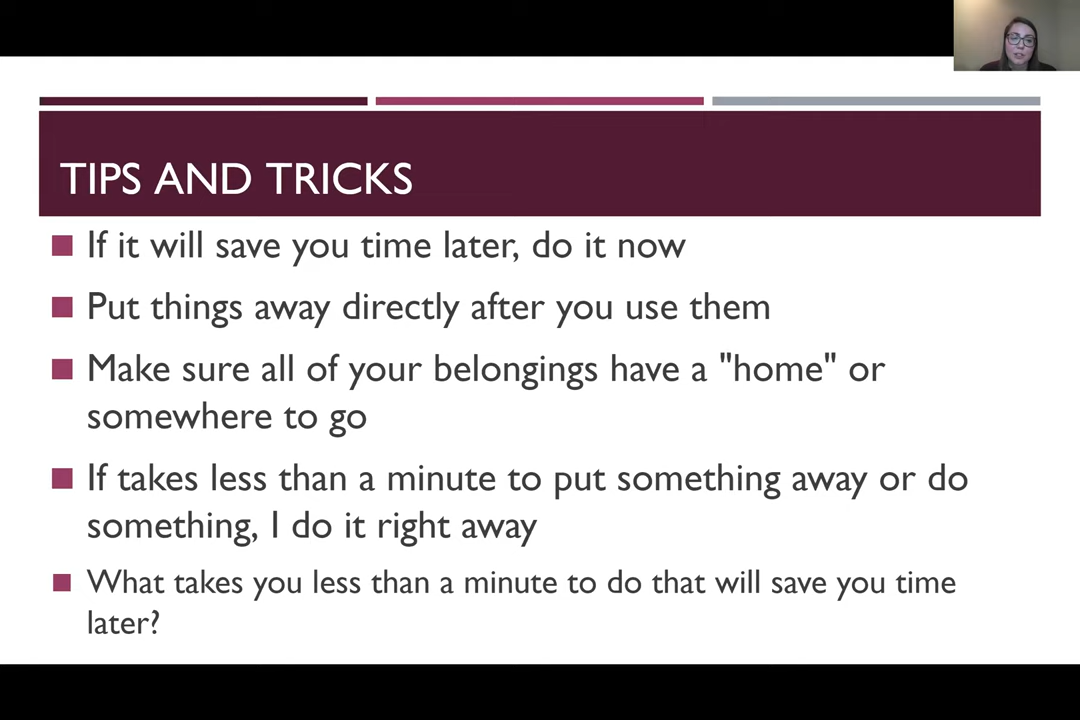 TIPS AND TRICKS
If it will save you time later, do it now
Put things away directly after you use them
Make sure all of your belongings have a "home" or
somewhere to go
If takes less than a minute to put something away or do
something, I do it right away
What takes you less than a minute to do that will save you time
later?